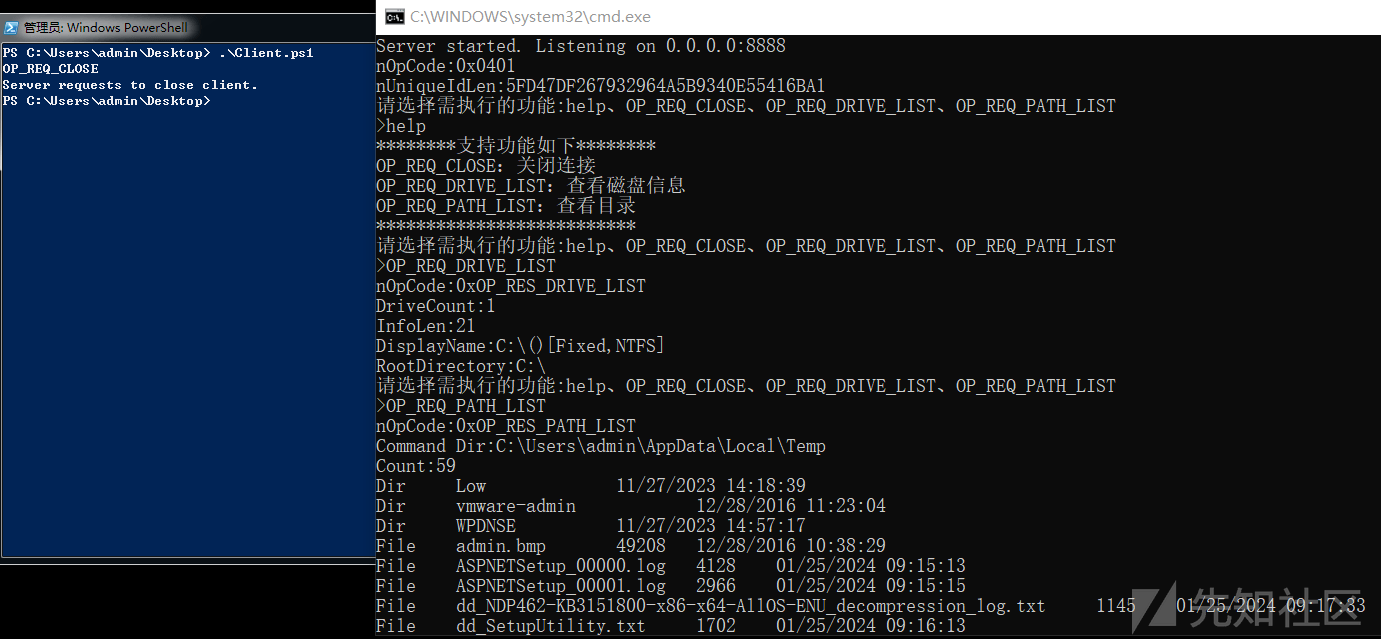 管理员: Windows PowerShell
PS C:\Users\admin\Desktop> .\Client.ps1
OP_REQ_CLOSE
Server requests to close client.
PS C:\Users\admin\Desktop>
C:\WINDOWS\system32\cmd.exe
Server started. Listening on 0.0.0.0:8888
nOpCode:0x0401
nUniqueIdLen:5FD47DF267932964A5B9340E55416BA1
请选择需执行的功能:help、OP_REQ_CLOSE、OP_REQ_DRIVE_LIST、OP_REQ_PATH_LIST
>help
********支持功能如下********
OP_REQ_CLOSE: 关闭连接
OP_REQ_DRIVE_LIST: 查看磁盘信息
OP_REQ_PATH_LIST: 查看目录
**************************
请选择需执行的功能:help、OP_REQ_CLOSE、OP_REQ_DRIVE_LIST、OP_REQ_PATH_LIST
>OP_REQ_DRIVE_LIST
nOpCode:0xOP_RES_DRIVE_LIST
DriveCount:1
InfoLen:21
DisplayName:C:\()[Fixed,NTFS]
RootDirectory:C:\
请选择需执行的功能:help、OP_REQ_CLOSE、OP_REQ_DRIVE_LIST、OP_REQ_PATH_LIST
>OP_REQ_PATH_LIST
nOpCode:0xOP_RES_PATH_LIST
Command Dir:C:\Users\admin\AppData\Local\Temp
Count:59
Dir Low 11/27/2023 14:18:39
Dir vmware-admin 12/28/2016 11:23:04
Dir WPDNSE 11/27/2023 14:57:17
File admin.bmp 49208 12/28/2016 10:38:29
File ASPNETSetup_00000.log 4128 01/25/2024 09:15:13
File ASPNETSetup_00001.log 2966 01/25/2024 09:15:15
File dd_NDP462-KB3151800-x86-x64-AllOS-ENU_decompression_log.txt 1145 01/25/2024 09:17:33
File dd_SetupUtility.txt 1702 01/25/2024 09:16:13
先知社区